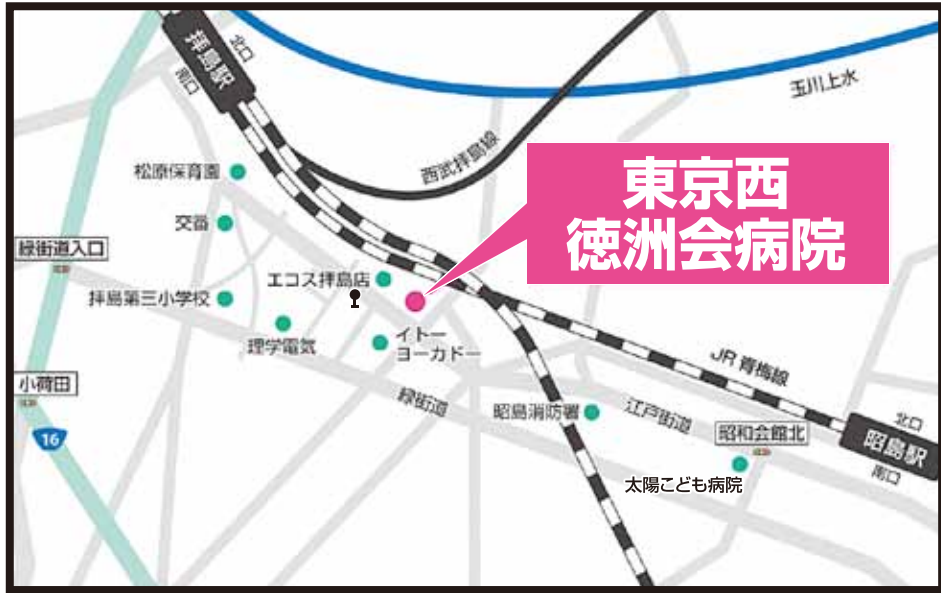 北口
拝島駅
南口
玉川上水
西武拝島線
東京西
徳洲会病院
松原保育園
交番
緑街道入口
エコス拝島店
拝島第三小学校
理学電気
イトー
ヨーカドー
JR 青梅線
小荷田
緑街道
昭島消防署
江戸街道
昭和会館北
北口
昭島駅
南口
16
太陽こども病院